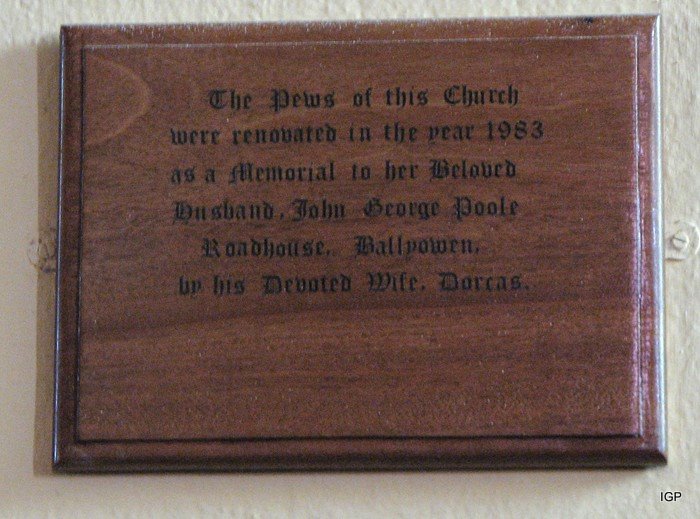 The Pews of this Church
were renovated in the year 1983
as a Memorial to her Beloved
Husband, John George Poole
Roadhouse, Ballyowen,
by his Devoted Wife, Dorcas.
IGP